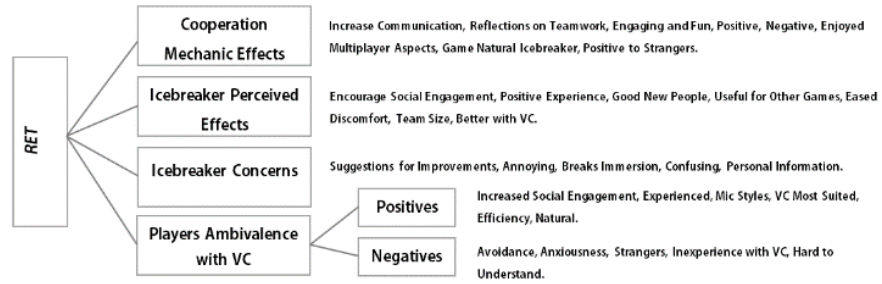 RET
Cooperation
Mechanic Effects
Increase Communication, Reflections on Teamwork, Engaging and Fun, Positive, Negative, Enjoyed
Multiplayer Aspects, Game Natural Icebreaker, Positive to Strangers.
Icebreaker Perceived
Effects
Encourage Social Engagement, Positive Experience, Good New People, Useful for Other Games, Eased
Discomfort, Team Size, Better with VC.
Icebreaker Concerns
Suggestions for Improvements, Annoying, Breaks Immersion, Confusing, Personal Information.
Players Ambivalence
with VC
Positives
Increased Social Engagement, Experienced, Mic Styles, VC Most Suited,
Efficiency, Natural.
Negatives
Avoidance, Anxiousness, Strangers, Inexperience with VC, Hard to
Understand.